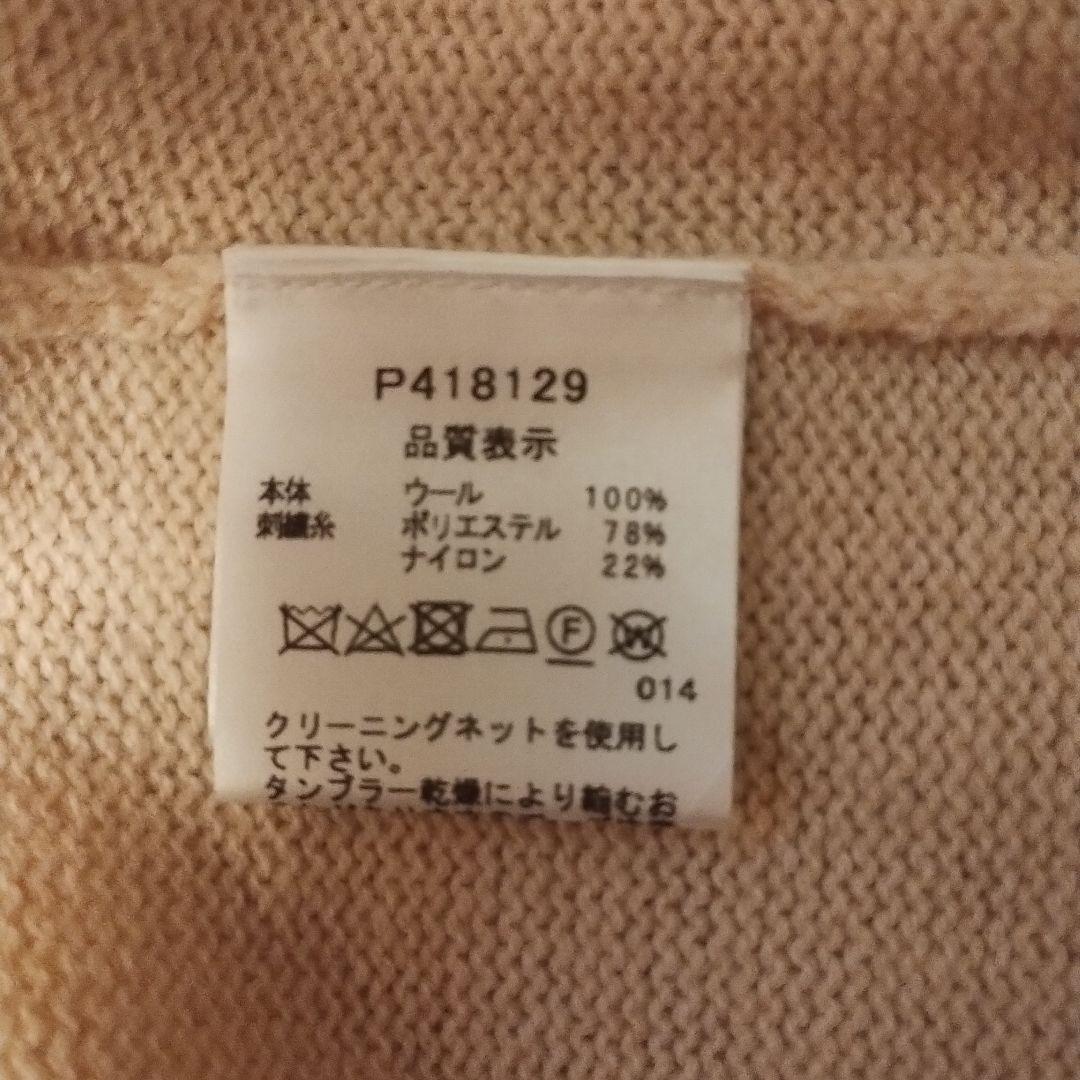 P418129
品質表示
本体 ウール 100%
刺繍糸 ポリエステル 78%
ナイロン 22%
F W
014
クリーニングネットを使用し
て下さい。
タンブラー乾燥により縮むお